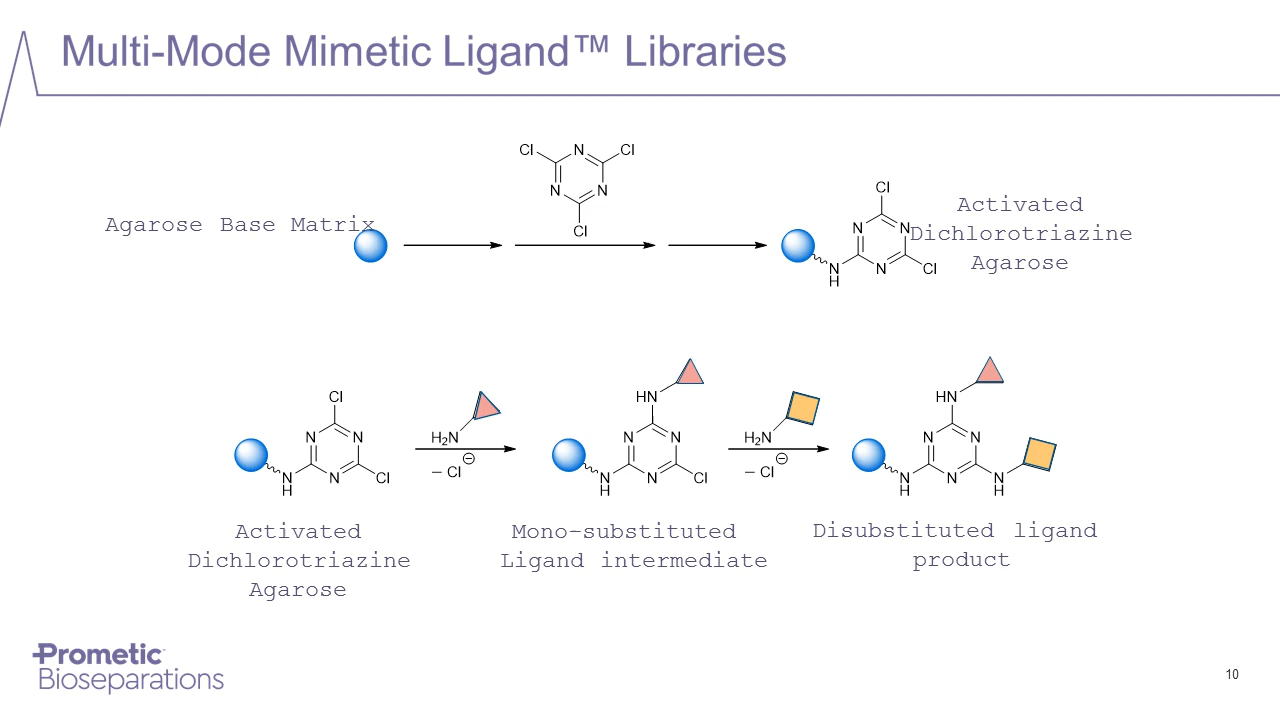 Multi-Mode Mimetic Ligand™ Libraries
Agarose Base Matrix
Cl
N
Cl
N
N
Cl
Cl
N
N
N
Cl
N
H
Activated
Dichlorotriazine
Agarose
Cl
N
N
N
Cl
N
H
H₂N
– Cl ⊖
HN
N
N
N
Cl
N
H
H₂N
– Cl ⊖
HN
N
N
N
N
H
N
H
Activated
Dichlorotriazine
Agarose
Mono-substituted
Ligand intermediate
Disubstituted ligand
product
Prometic
Bioseparations
10